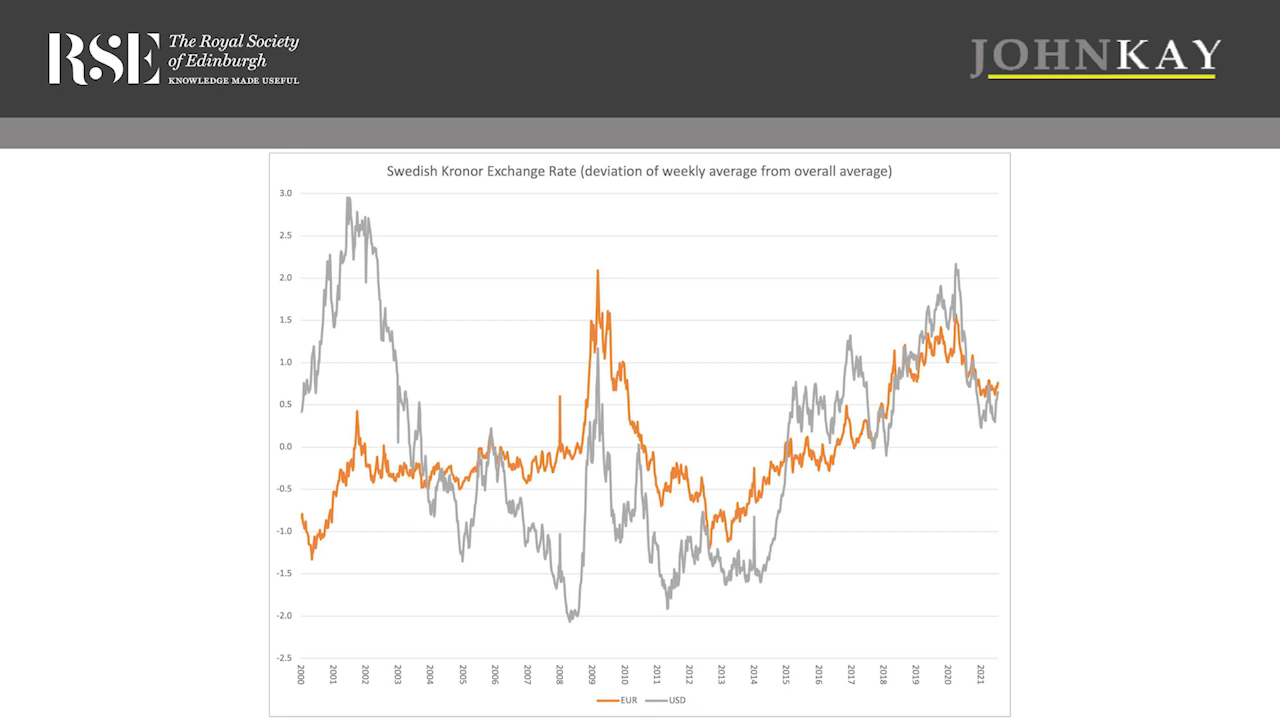 RSE The Royal Society
of Edinburgh
KNOWLEDGE MADE USEFUL
JOHNKAY
Swedish Kronor Exchange Rate (deviation of weekly average from overall average)
3.0
2.5
2.0
1.5
1.0
0.5
0.0
-0.5
-1.0
-1.5
-2.0
-2.5
2000 2001 2002 2003 2004 2005 2006 2007 2008 2009 2010 2011 2012 2013 2014 2015 2016 2017 2018 2019 2020 2021
EUR USD